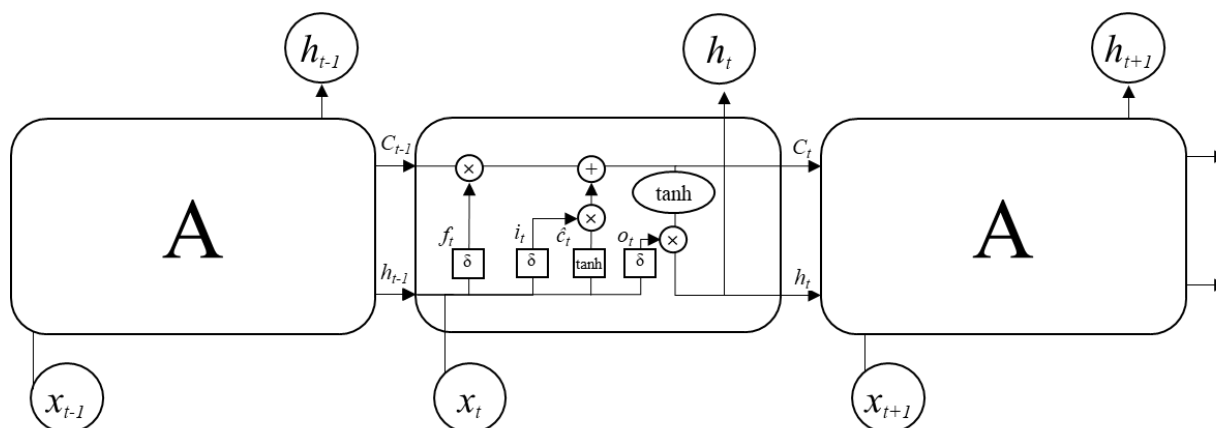 h_{t-1} h_t h_{t+1}
C_{t-1} C_t
× +
tanh
A × A
f_t i_t ĉ_t o_t ×
δ δ tanh δ
h_{t-1} h_t
x_{t-1} x_t x_{t+1}